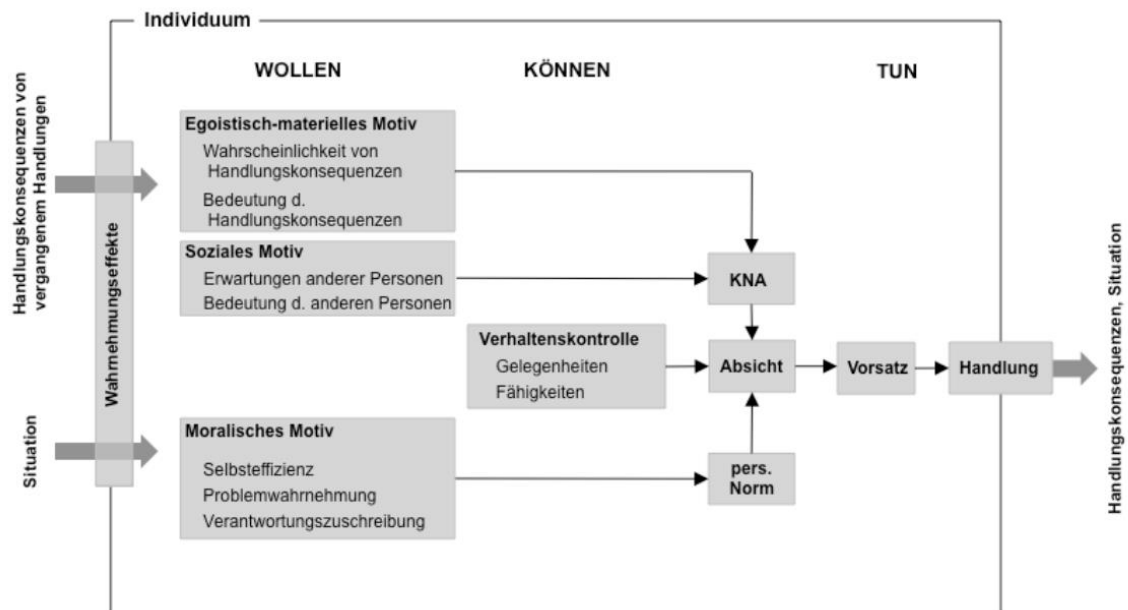 Individuum
WOLLEN
KÖNNEN
TUN
Handlungskonsequenzen von
vergangenem Handlungen
Situation
Wahrnehmungseffekte
Egoistisch-materielles Motiv
Wahrscheinlichkeit von
Handlungskonsequenzen
Bedeutung d.
Handlungskonsequenzen
Soziales Motiv
Erwartungen anderer Personen
Bedeutung d. anderen Personen
Moralisches Motiv
Selbsteffizienz
Problemwahrnehmung
Verantwortungszuschreibung
Verhaltenskontrolle
Gelegenheiten
Fähigkeiten
KNA
Absicht
pers.
Norm
Vorsatz
Handlung
Handlungskonsequenzen, Situation